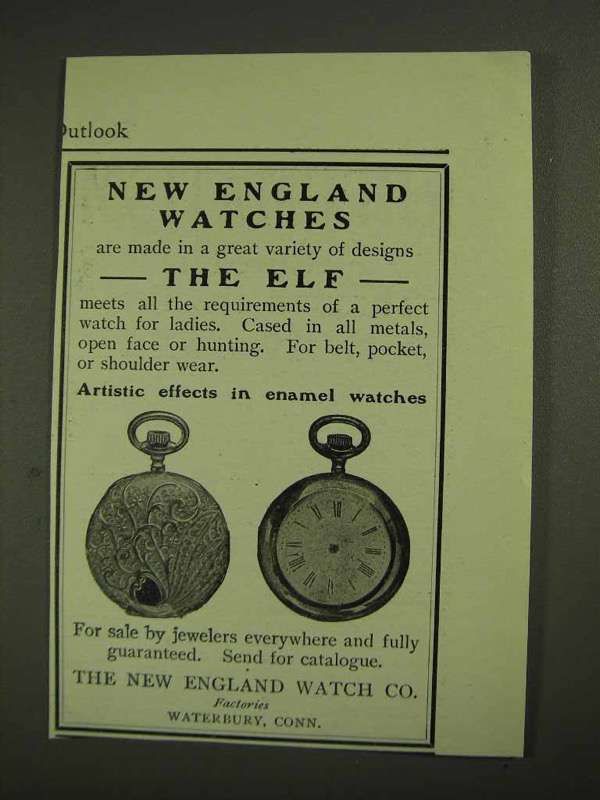 Outlook
NEW ENGLAND
WATCHES
are made in a great variety of designs
— THE ELF —
meets all the requirements of a perfect
watch for ladies. Cased in all metals,
open face or hunting. For belt, pocket,
or shoulder wear.
Artistic effects in enamel watches
For sale by jewelers everywhere and fully
guaranteed. Send for catalogue.
THE NEW ENGLAND WATCH CO.
Factories
WATERBURY, CONN.